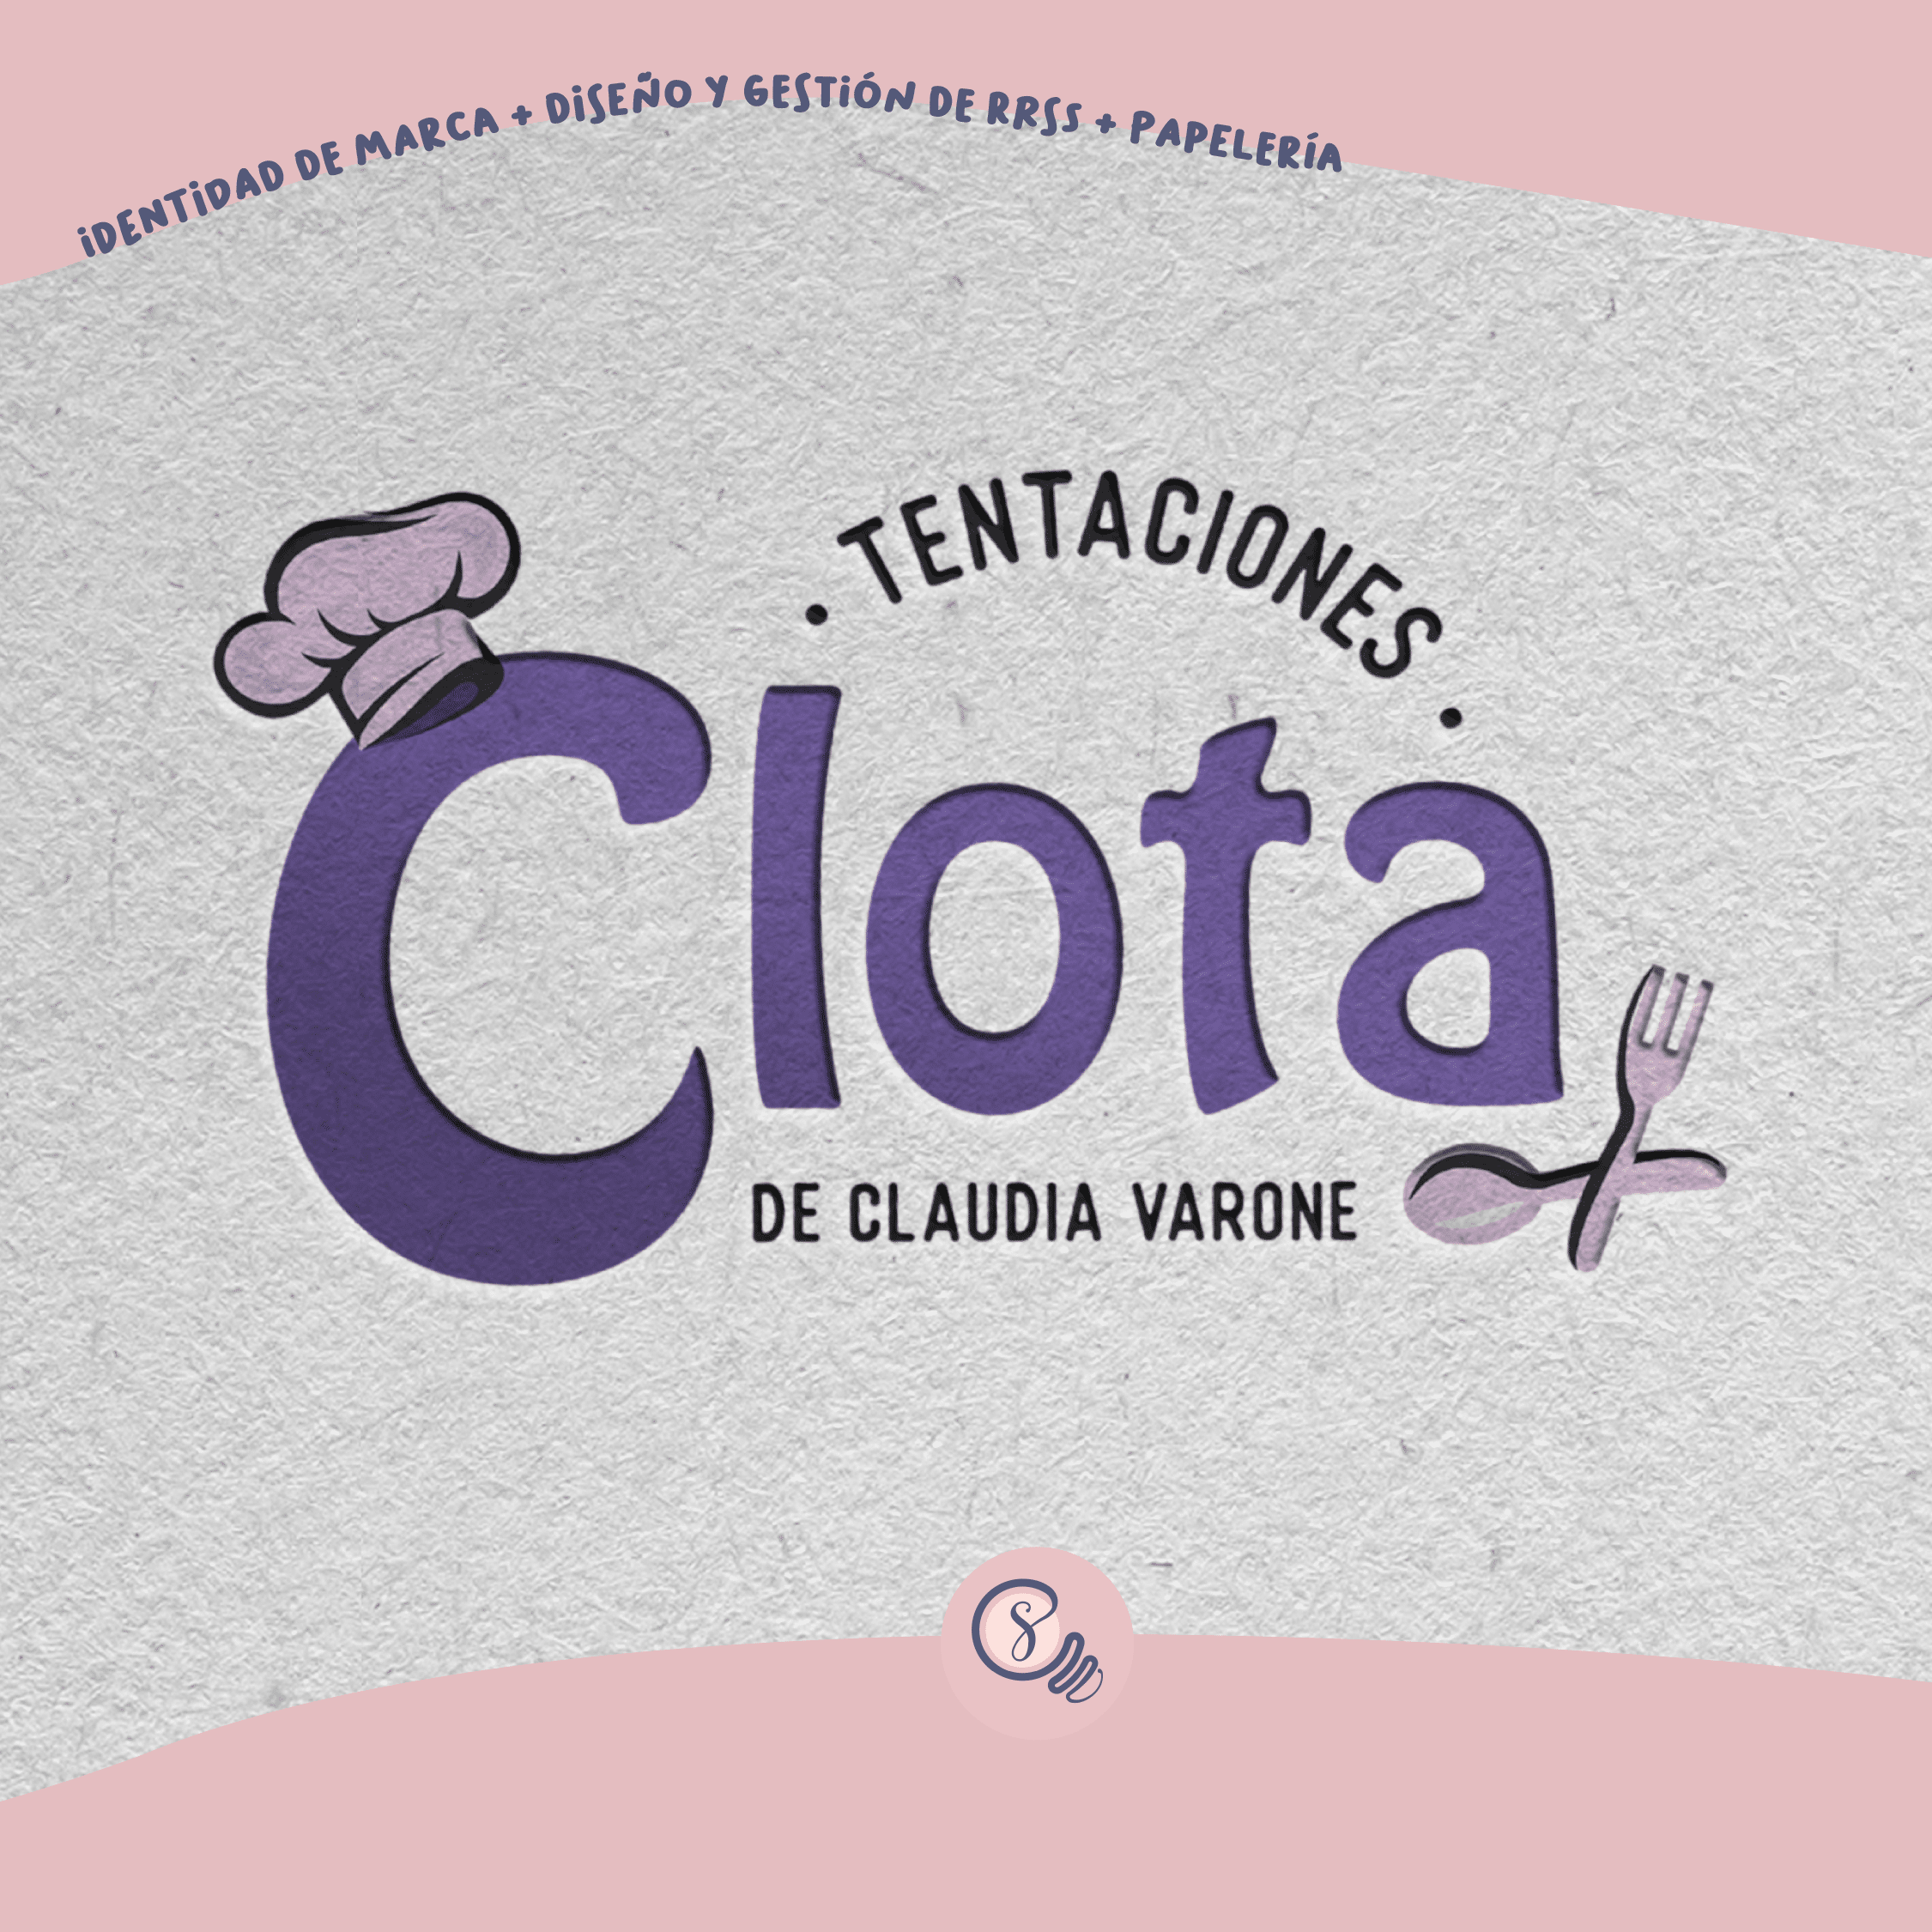 iDENTiDAD DE MARCA + DiSEÑO Y GESTiÓN DE RRSS + PAPELERÍA
• TENTACIONES •
Clota
DE CLAUDIA VARONE
S